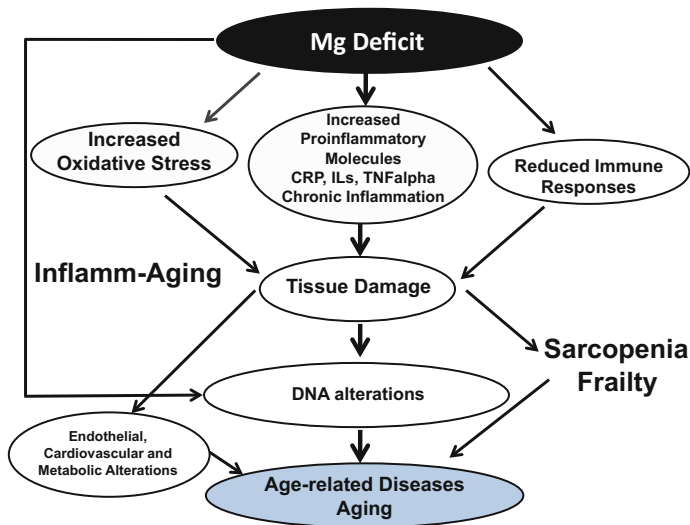 Mg Deficit
Increased
Oxidative Stress
Increased
Proinflammatory
Molecules
CRP, ILs, TNFalpha
Chronic Inflammation
Reduced Immune
Responses
Inflamm-Aging
Tissue Damage
Sarcopenia
Frailty
DNA alterations
Endothelial,
Cardiovascular and
Metabolic Alterations
Age-related Diseases
Aging